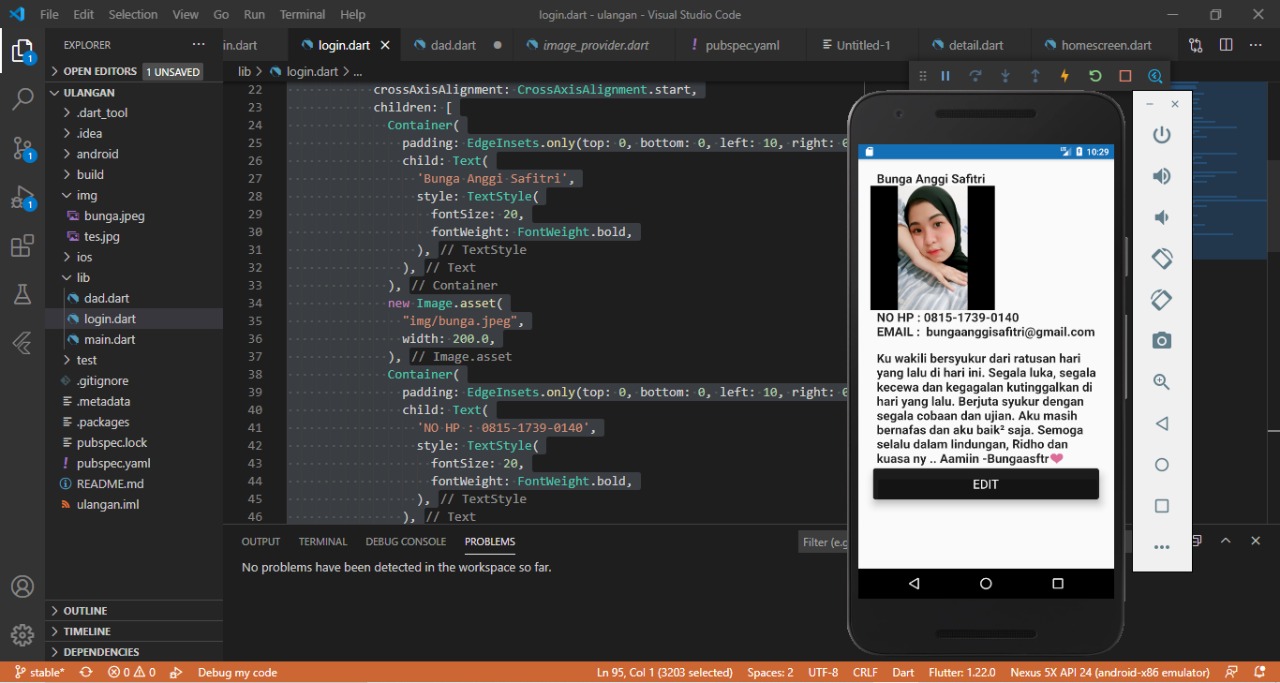 File Edit Selection View Go Run Terminal Help login.dart - ulangan - Visual Studio Code
EXPLORER
in.dart login.dart dad.dart image_provider.dart pubspec.yaml Untitled-1 detail.dart homescreen.dart
OPEN EDITORS 1 UNSAVED
lib > login.dart > ...
ULANGAN
.dart_tool
.idea
android
build
img
bunga.jpeg
tes.jpg
ios
lib
dad.dart
login.dart
main.dart
test
.gitignore
.metadata
.packages
pubspec.lock
pubspec.yaml
README.md
ulangan.iml
OUTLINE
TIMELINE
DEPENDENCIES
1
1
1
22 crossAxisAlignment: CrossAxisAlignment.start,
23 children: [
24 Container(
25 padding: EdgeInsets.only(top: 0, bottom: 0, left: 10, right: 0
26 child: Text(
27 'Bunga Anggi Safitri',
28 style: TextStyle(
29 fontSize: 20,
30 fontWeight: FontWeight.bold,
31 ), // TextStyle
32 ), // Text
33 ), // Container
34 new Image.asset(
35 "img/bunga.jpeg",
36 width: 200.0,
37 ), // Image.asset
38 Container(
39 padding: EdgeInsets.only(top: 0, bottom: 0, left: 10, right: 0
40 child: Text(
41 'NO HP : 0815-1739-0140',
42 style: TextStyle(
43 fontSize: 20,
44 fontWeight: FontWeight.bold,
45 ), // TextStyle
46 ), // Text
OUTPUT TERMINAL DEBUG CONSOLE PROBLEMS Filter (e.g
No problems have been detected in the workspace so far.
10:29
Bunga Anggi Safitri
NO HP : 0815-1739-0140
EMAIL : bungaanggisafitri@gmail.com
Ku wakili bersyukur dari ratusan hari
yang lalu di hari ini. Segala luka, segala
kecewa dan kegagalan kutinggalkan di
hari yang lalu. Berjuta syukur dengan
segala cobaan dan ujian. Aku masih
bernafas dan aku baik² saja. Semoga
selalu dalam lindungan, Ridho dan
kuasa ny .. Aamiin -Bungaasftr❤
EDIT
stable* 0 0 Debug my code Ln 95, Col 1 (3203 selected) Spaces: 2 UTF-8 CRLF Dart Flutter: 1.22.0 Nexus 5X API 24 (android-x86 emulator)